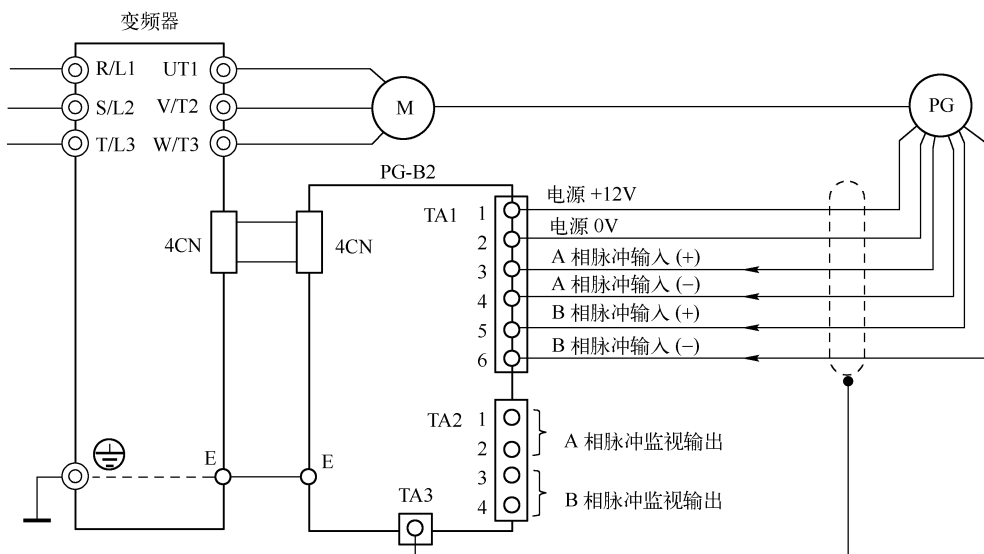 变频器
R/L1 UT1
S/L2 V/T2
T/L3 W/T3
M
PG
PG-B2
4CN
4CN
TA1
1 电源 +12V
2 电源 0V
3 A 相脉冲输入 (+)
4 A 相脉冲输入 (−)
5 B 相脉冲输入 (+)
6 B 相脉冲输入 (−)
TA2
1
2
A 相脉冲监视输出
3
4
B 相脉冲监视输出
E
E
TA3